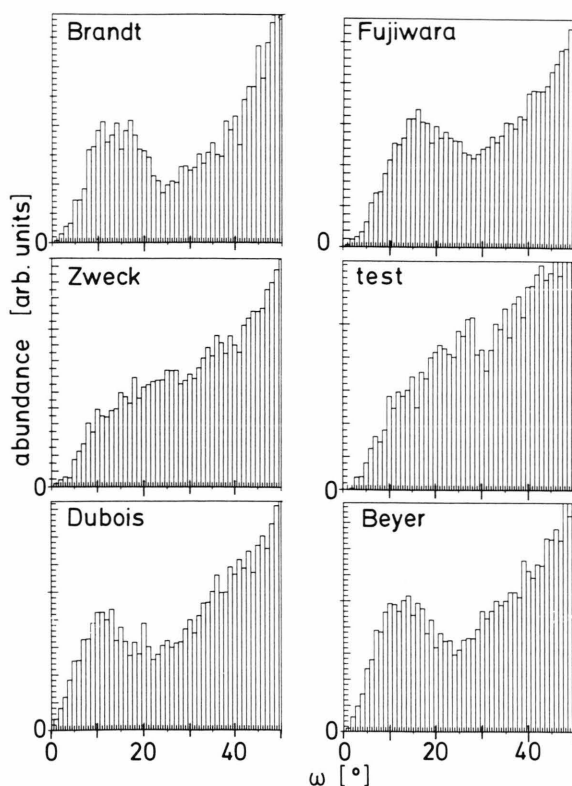 Brandt
Fujiwara
0
0
Zweck
test
0
0
Dubois
Beyer
0
0
abundance [arb. units]
0 20 40
0 20 40
ω [°]